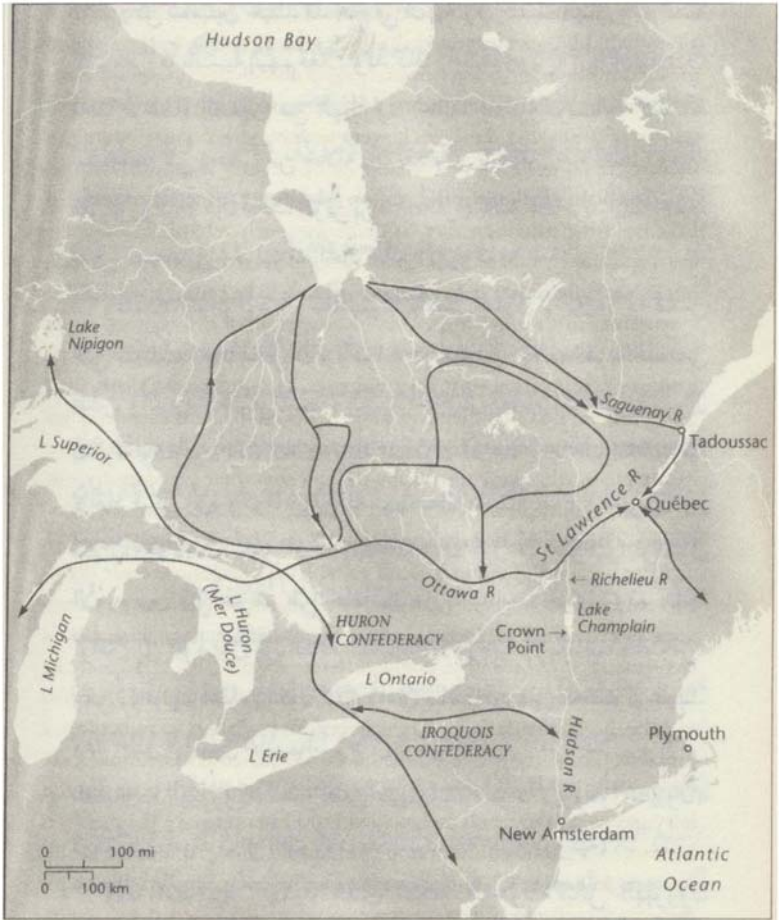 Hudson Bay
Lake
Nipigon
L Superior
Saguenay R
Tadoussac
St Lawrence R
Québec
Ottawa R
← Richelieu R
Lake
Champlain
Crown
Point →
L Huron
(Mer Douce)
HURON
CONFEDERACY
L Michigan
L Ontario
IROQUOIS
CONFEDERACY
Hudson R
Plymouth
L Erie
New Amsterdam
0 100 mi
0 100 km
Atlantic
Ocean